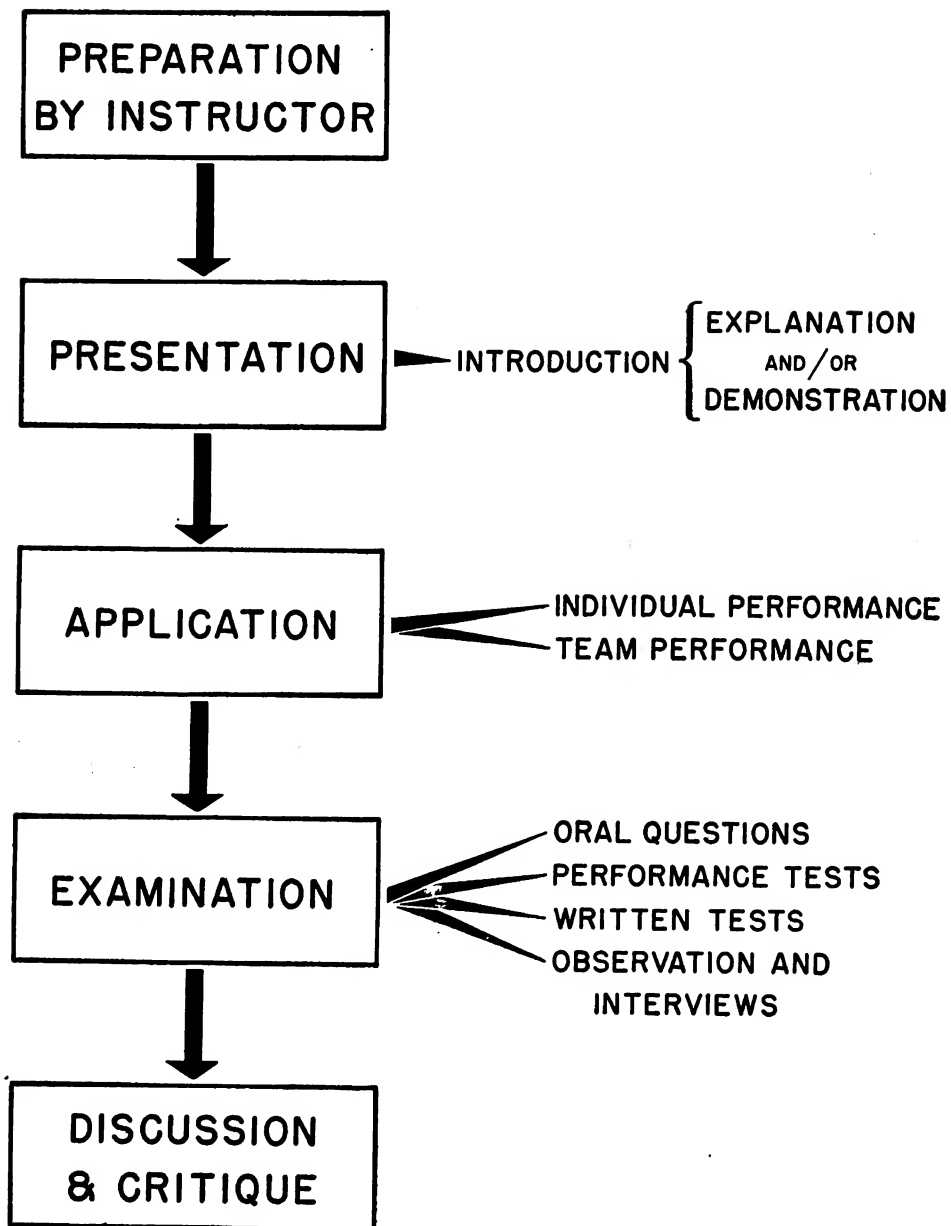 PREPARATION
BY INSTRUCTOR
PRESENTATION
INTRODUCTION
EXPLANATION
AND/OR
DEMONSTRATION
APPLICATION
INDIVIDUAL PERFORMANCE
TEAM PERFORMANCE
EXAMINATION
ORAL QUESTIONS
PERFORMANCE TESTS
WRITTEN TESTS
OBSERVATION AND
INTERVIEWS
DISCUSSION
& CRITIQUE